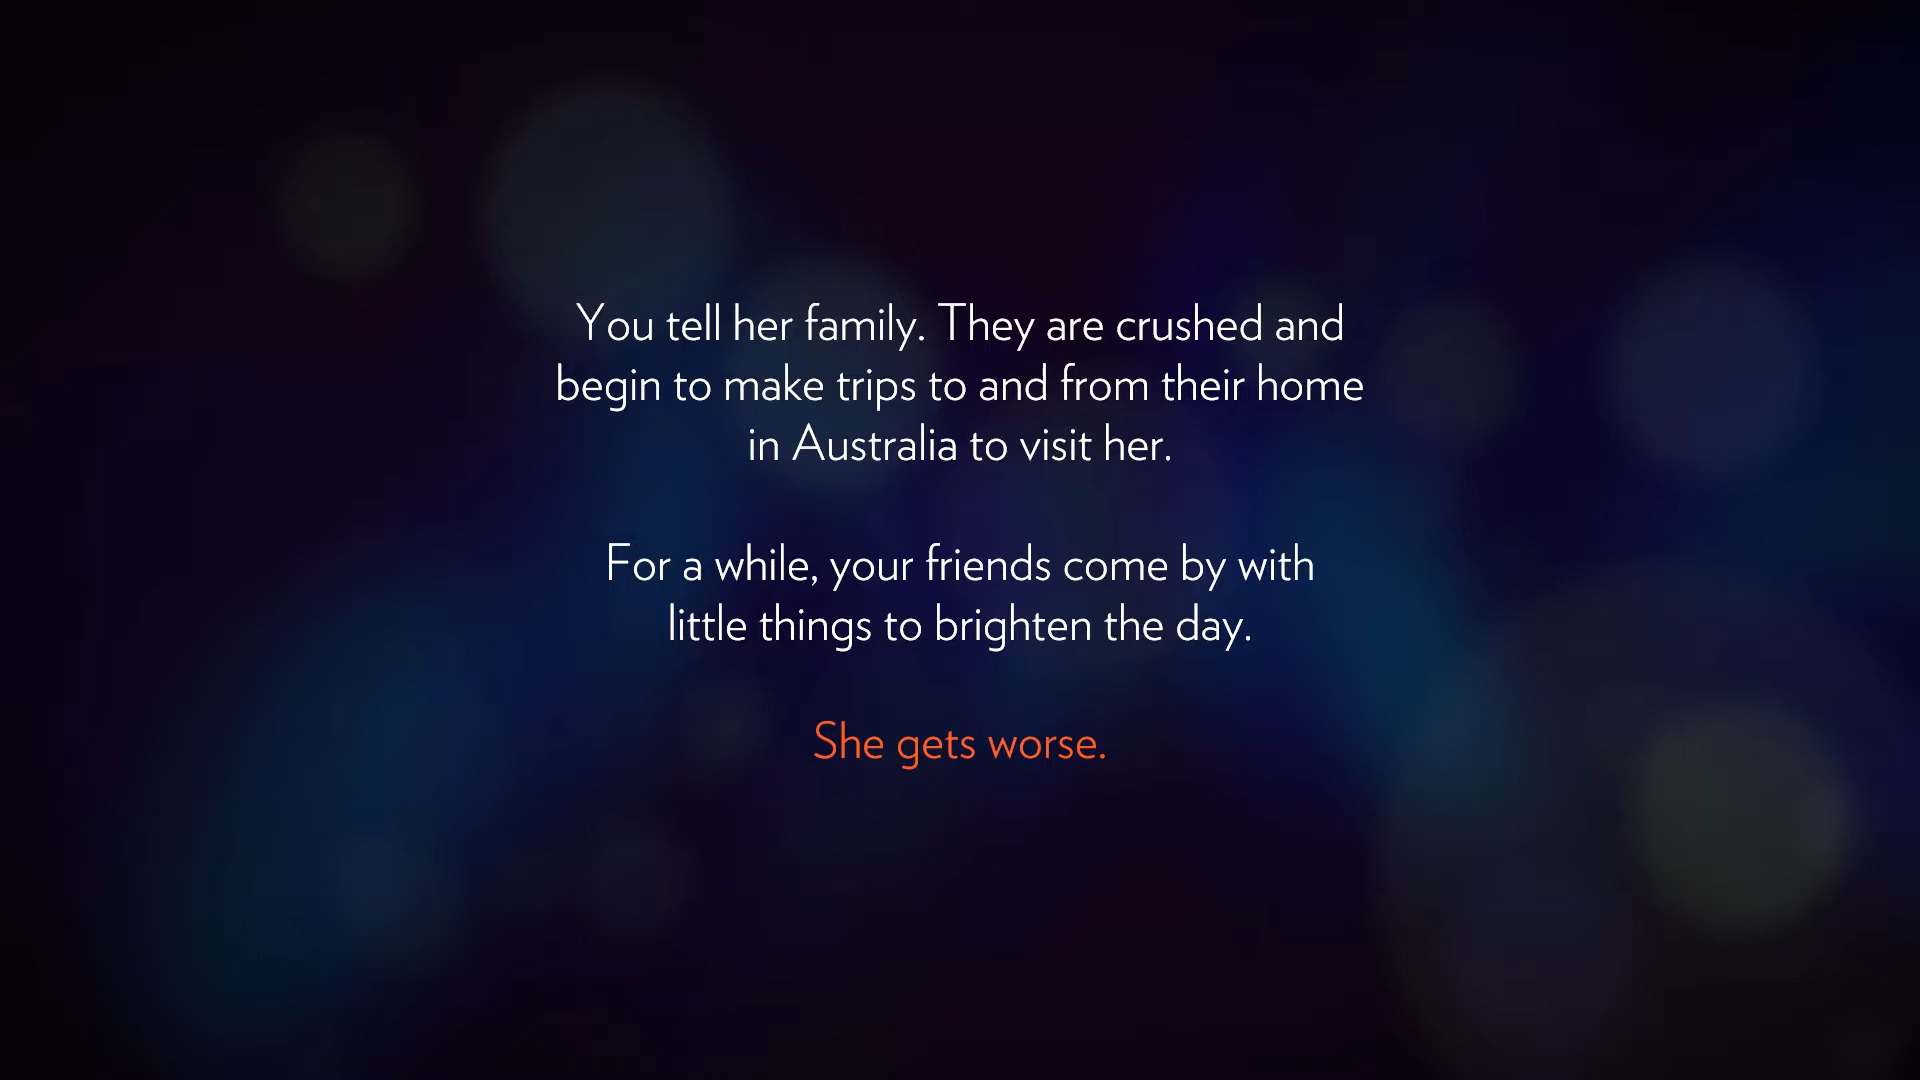 You tell her family. They are crushed and
begin to make trips to and from their home
in Australia to visit her.
For a while, your friends come by with
little things to brighten the day.
She gets worse.